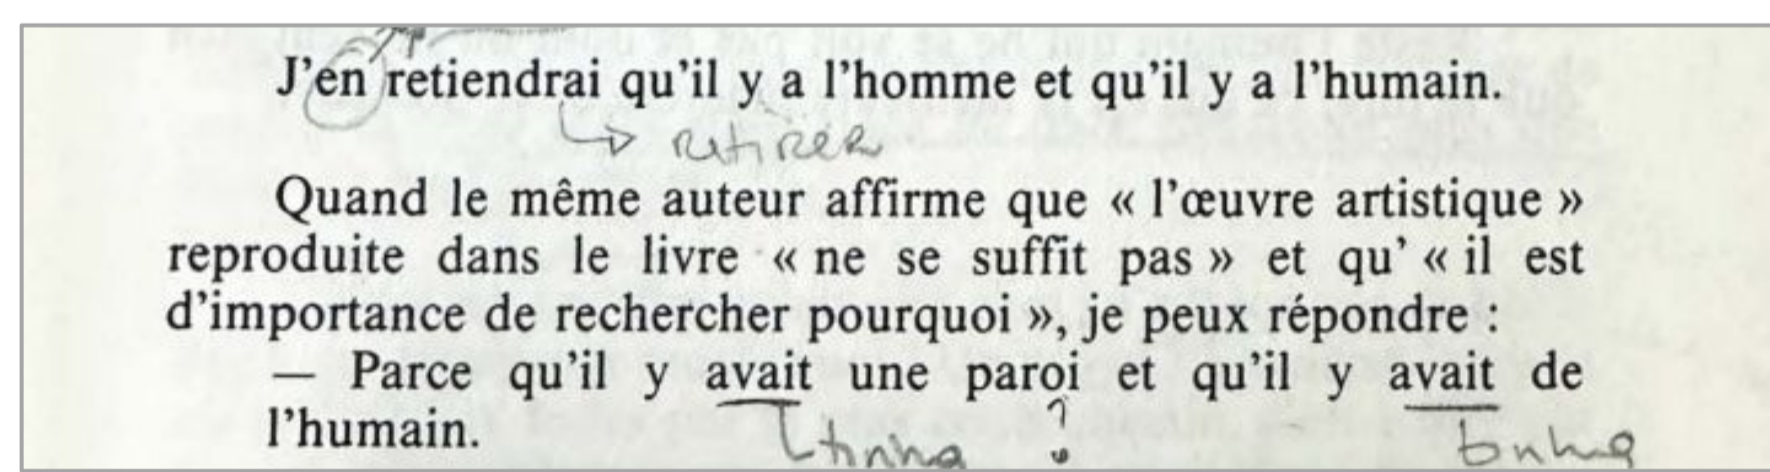 J'en retiendrai qu'il y a l'homme et qu'il y a l'humain.
retirer
Quand le même auteur affirme que « l'œuvre artistique »
reproduite dans le livre « ne se suffit pas » et qu' « il est
d'importance de rechercher pourquoi », je peux répondre :
— Parce qu'il y avait une paroi et qu'il y avait de
l'humain.
tinha ? tinha